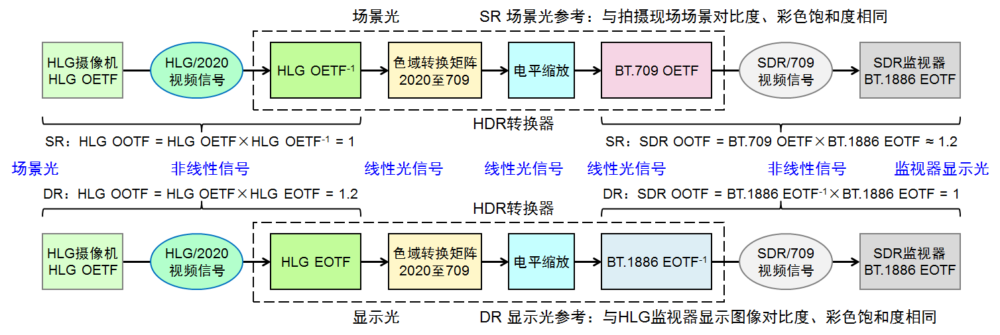 场景光
SR 场景光参考：与拍摄现场场景对比度、彩色饱和度相同
HLG摄像机
HLG OETF
HLG/2020
视频信号
HLG OETF⁻¹
色域转换矩阵
2020至709
电平缩放
BT.709 OETF
SDR/709
视频信号
SDR监视器
BT.1886 EOTF
HDR转换器
SR：HLG OOTF = HLG OETF×HLG OETF⁻¹ = 1
SR：SDR OOTF = BT.709 OETF×BT.1886 EOTF ≈ 1.2
场景光
非线性信号
线性光信号
线性光信号
线性光信号
非线性信号
监视器显示光
DR：HLG OOTF = HLG OETF×HLG EOTF = 1.2
DR：SDR OOTF = BT.1886 EOTF⁻¹×BT.1886 EOTF = 1
HDR转换器
HLG摄像机
HLG OETF
HLG/2020
视频信号
HLG EOTF
色域转换矩阵
2020至709
电平缩放
BT.1886 EOTF⁻¹
SDR/709
视频信号
SDR监视器
BT.1886 EOTF
显示光
DR 显示光参考：与HLG监视器显示图像对比度、彩色饱和度相同